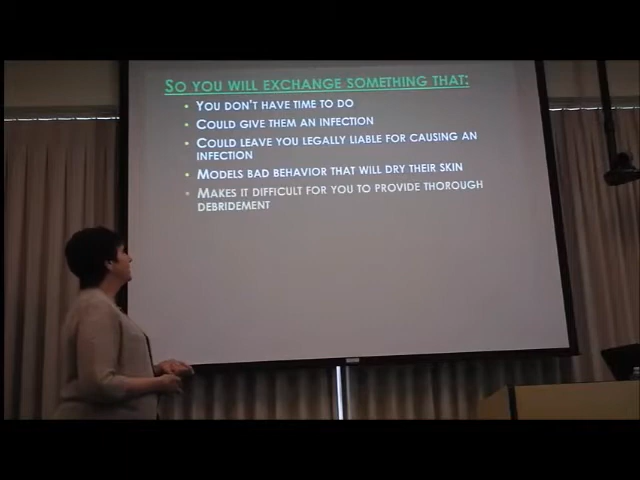 So you will exchange something that:
• You don't have time to do
• Could give them an infection
• Could leave you legally liable for causing an
infection
• Models bad behavior that will dry their skin
• Makes it difficult for you to provide thorough
debridement